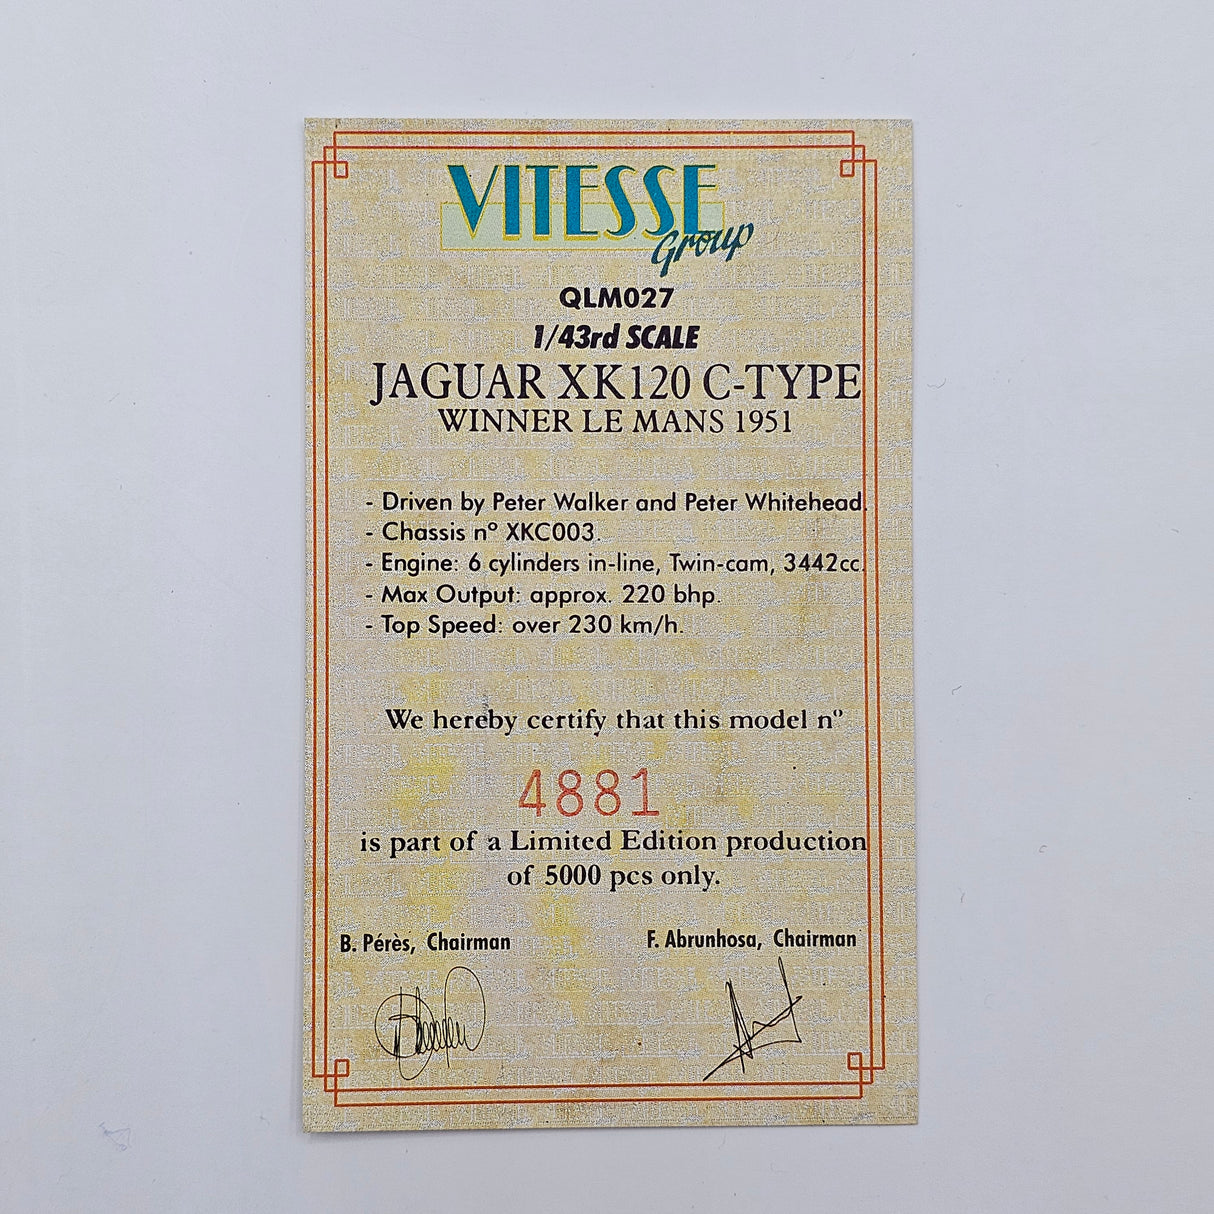 VITESSE
Group
QLM027
1/43rd SCALE
JAGUAR XK120 C-TYPE
WINNER LE MANS 1951
- Driven by Peter Walker and Peter Whitehead.
- Chassis nº XKC003.
- Engine: 6 cylinders in-line, Twin-cam, 3442cc.
- Max Output: approx. 220 bhp.
- Top Speed: over 230 km/h.
We hereby certify that this model nº
4881
is part of a Limited Edition production
of 5000 pcs only.
B. Pérès, Chairman F. Abrunhosa, Chairman